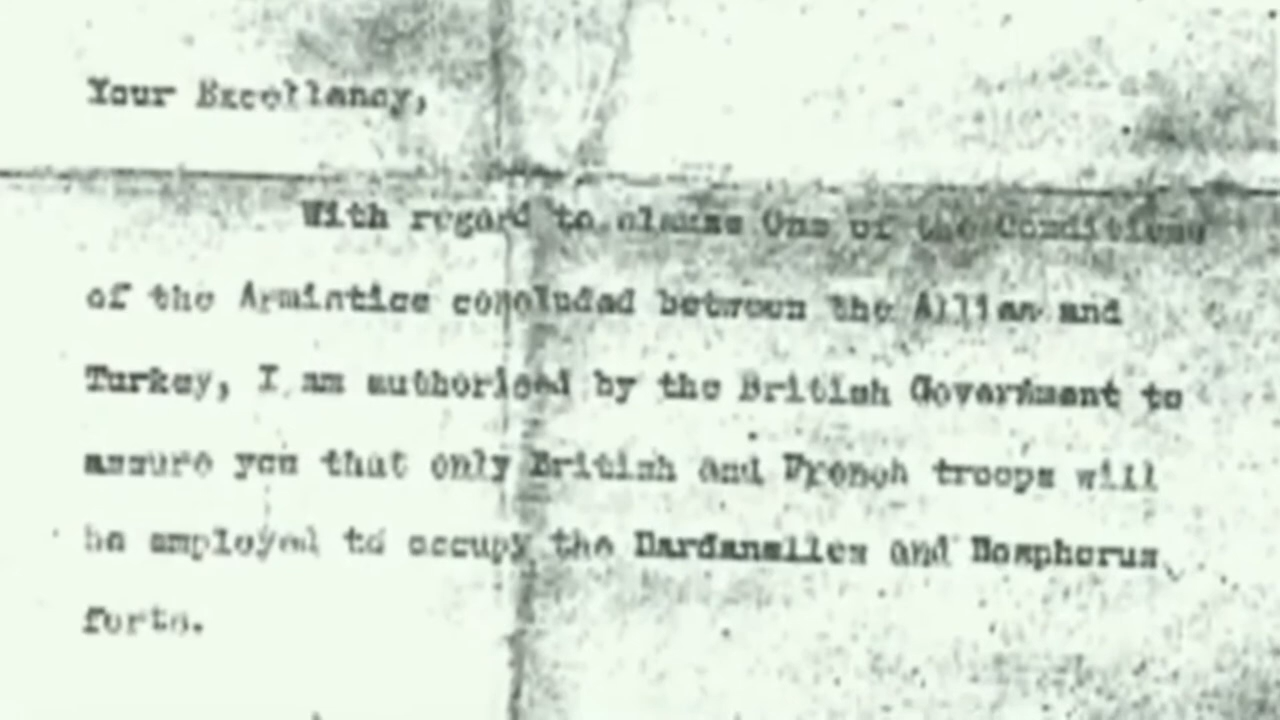 Your Excellency,
With regard to clause One of the Conditions
of the Armistice concluded between the Allies and
Turkey, I am authorised by the British Government to
assure you that only British and French troops will
be employed to occupy the Dardanelles and Bosphorus
forts.